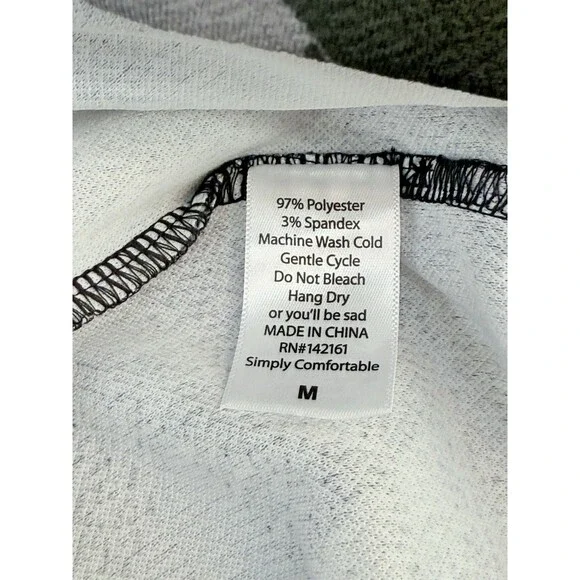 97% Polyester
3% Spandex
Machine Wash Cold
Gentle Cycle
Do Not Bleach
Hang Dry
or you'll be sad
MADE IN CHINA
RN#142161
Simply Comfortable
M